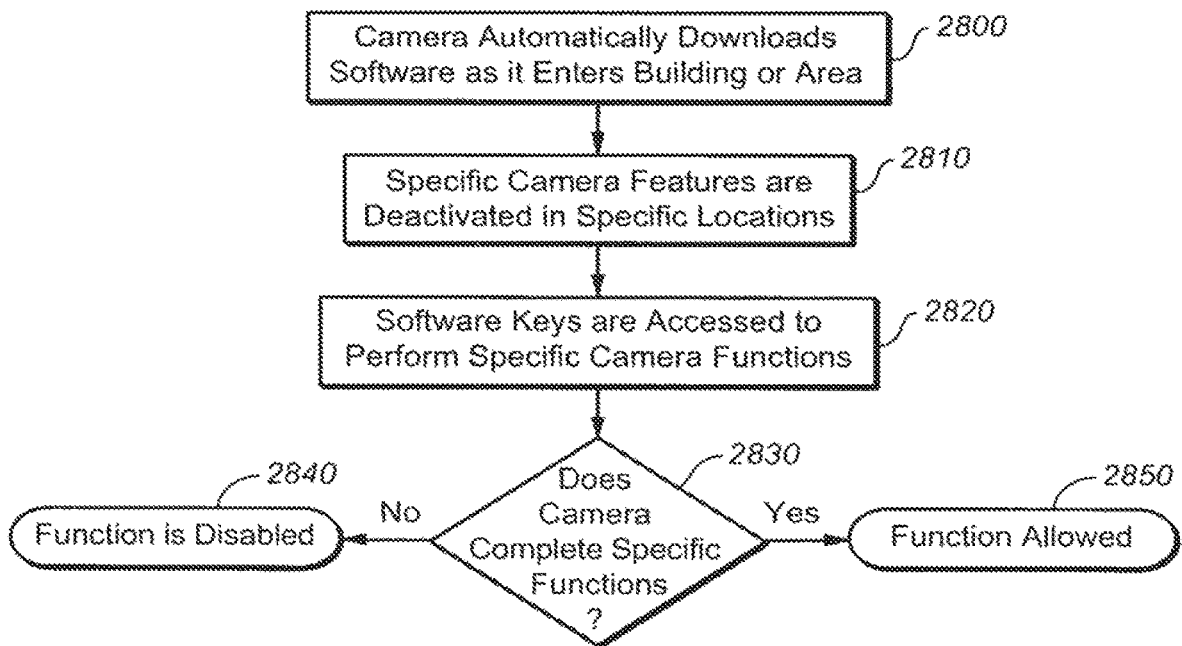 Camera Automatically Downloads
Software as it Enters Building or Area
2800
Specific Camera Features are
Deactivated in Specific Locations
2810
Software Keys are Accessed to
Perform Specific Camera Functions
2820
Does
Camera
Complete Specific
Functions
?
2830
No
Function is Disabled
2840
Yes
Function Allowed
2850